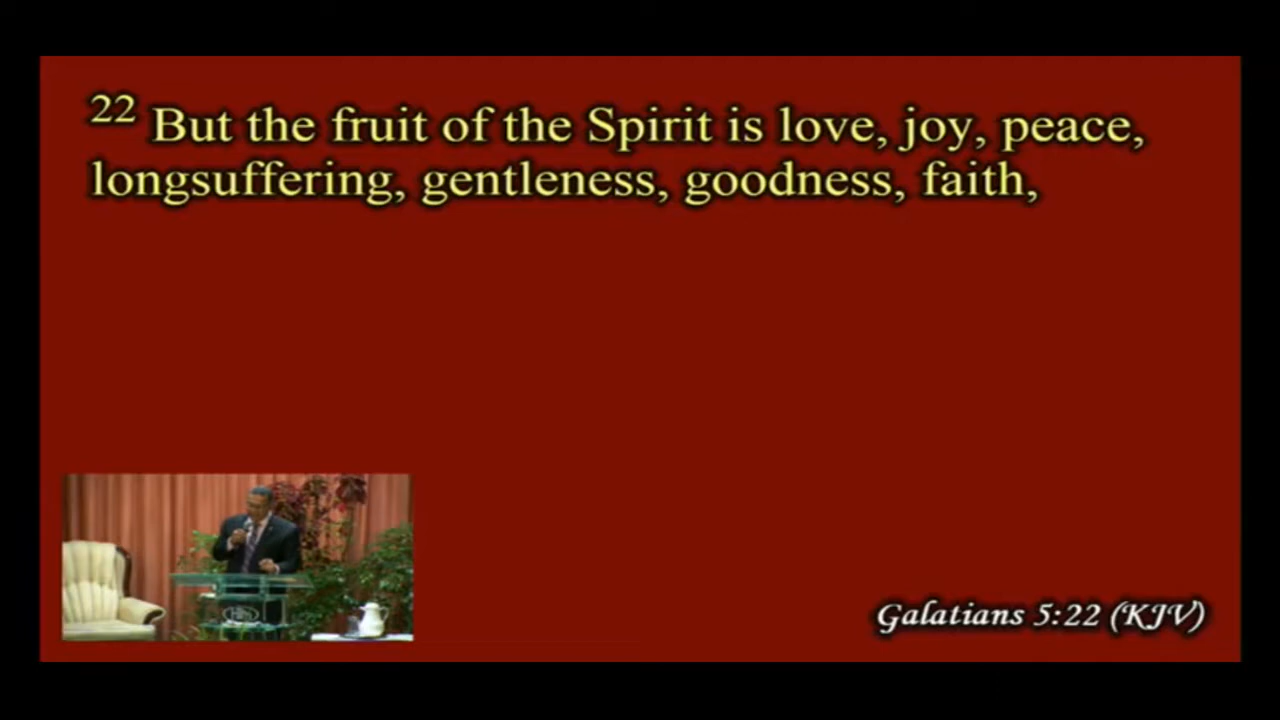 22 But the fruit of the Spirit is love, joy, peace,
longsuffering, gentleness, goodness, faith,
Galatians 5:22 (KJV)